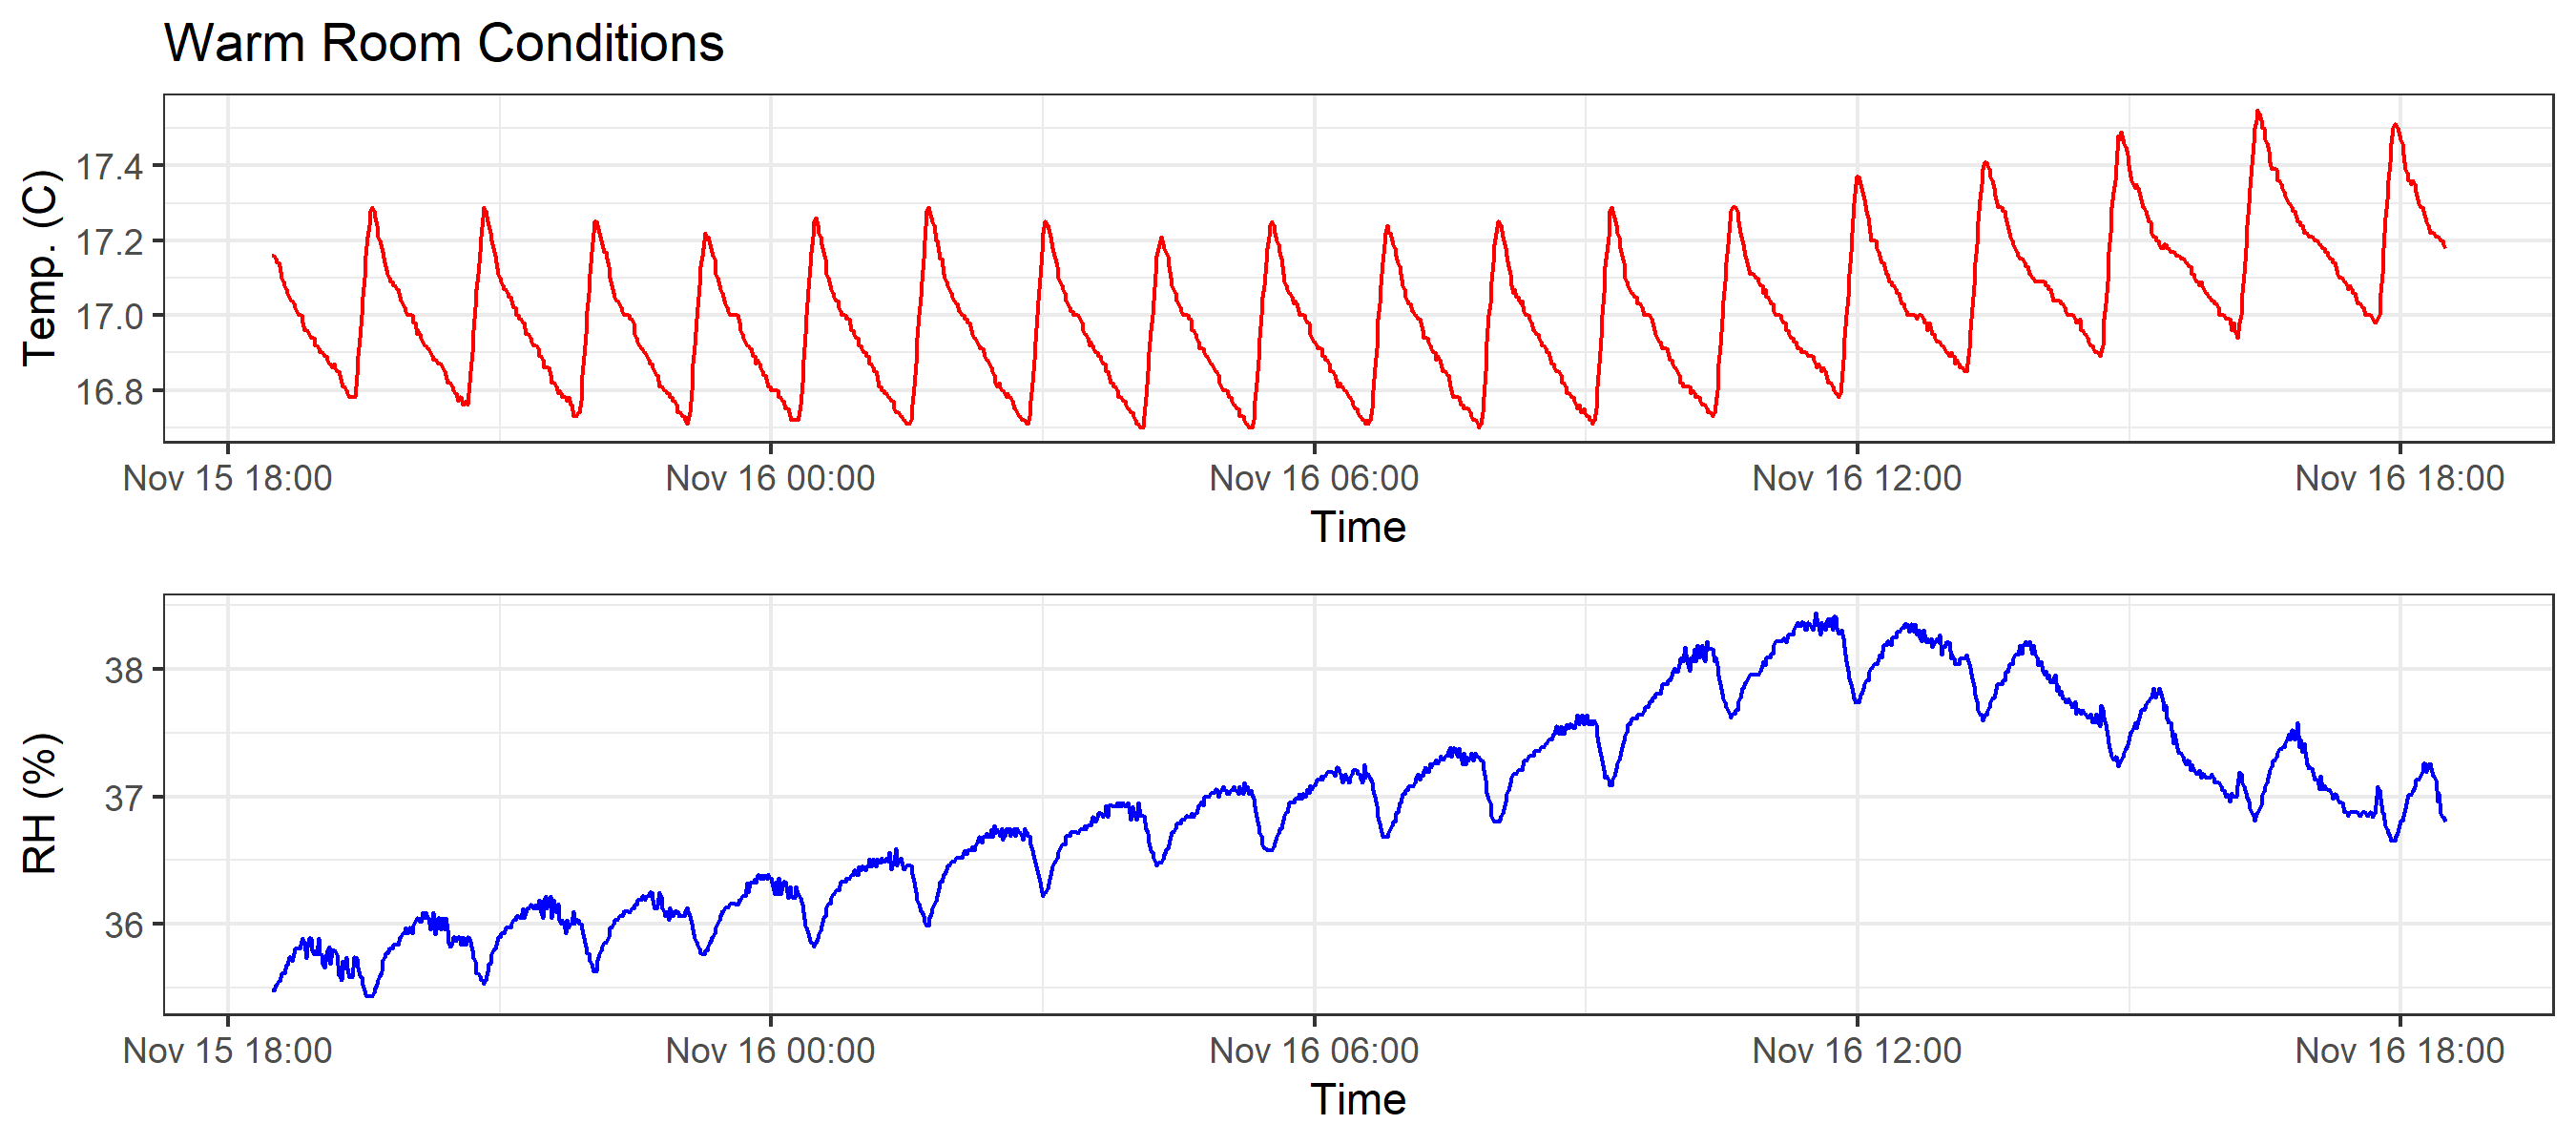 Warm Room Conditions
Temp. (C)
17.4
17.2
17.0
16.8
Nov 15 18:00 Nov 16 00:00 Nov 16 06:00 Nov 16 12:00 Nov 16 18:00
Time
RH (%)
38
37
36
Nov 15 18:00 Nov 16 00:00 Nov 16 06:00 Nov 16 12:00 Nov 16 18:00
Time